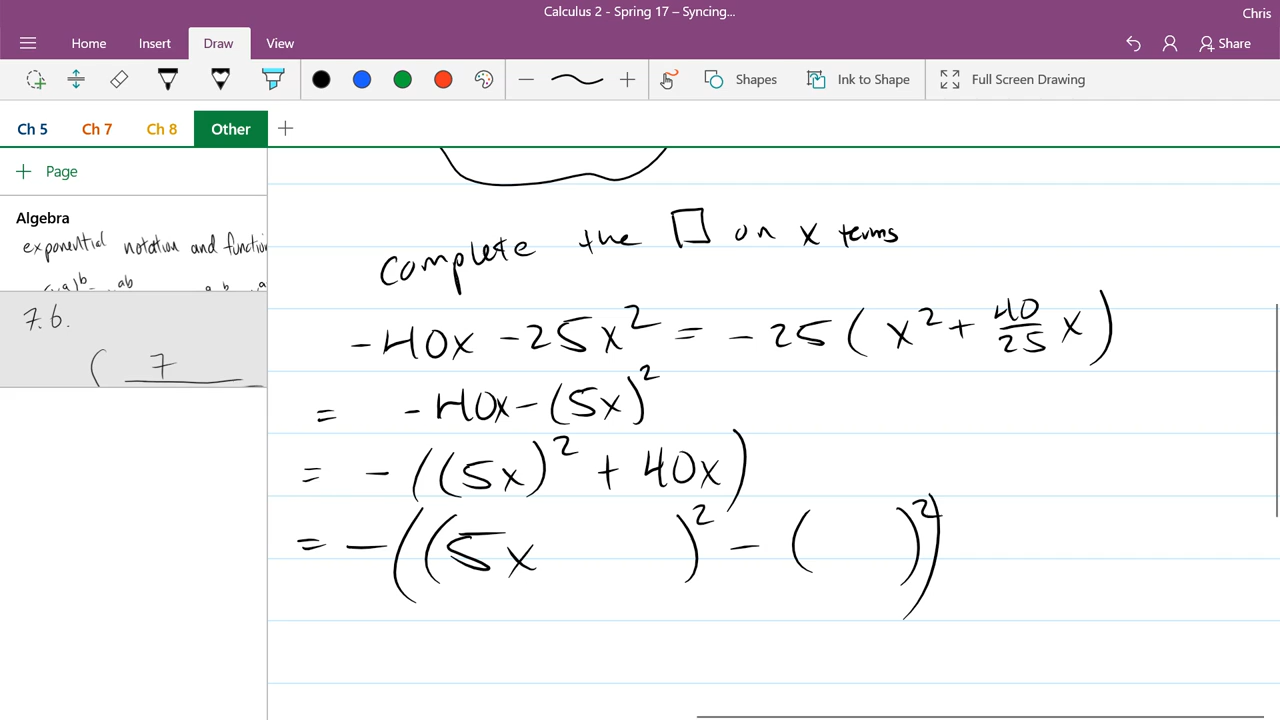 Calculus 2 - Spring 17 – Syncing...
Chris
Home Insert Draw View
Share
Shapes Ink to Shape Full Screen Drawing
Ch 5 Ch 7 Ch 8 Other
Page
Algebra
exponential notation and functio
7.6.
( 7
Complete the □ on x terms
-40x - 25x² = -25(x² + 40/25 x)
= -40x - (5x)²
= -((5x)² + 40x)
= -((5x )² - ( )²)